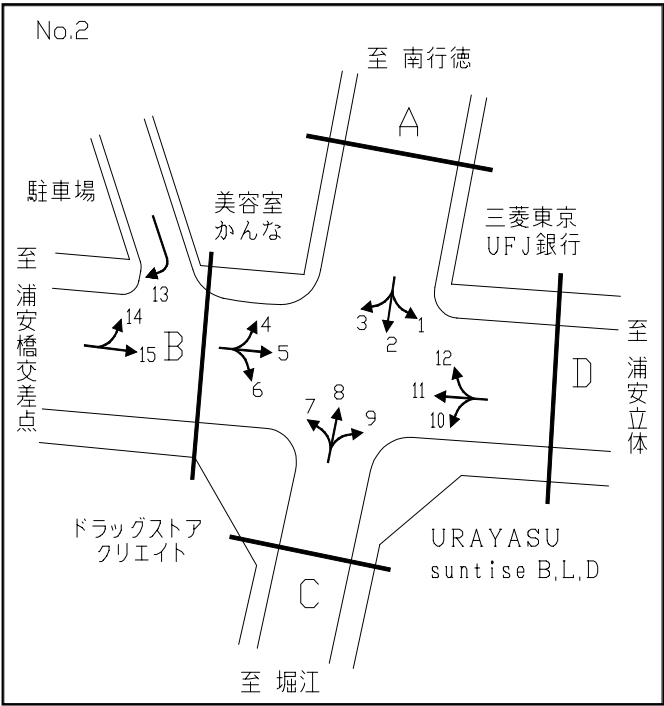 No.2
至 南行徳
A
駐車場
美容室
かんな
三菱東京
UFJ銀行
至 浦安橋交差点
13
14
15
B
4
5
6
3
2
1
12
11
10
D
至 浦安立体
7
8
9
ドラッグストア
クリエイト
C
URAYASU
suntise B,L,D
至 堀江